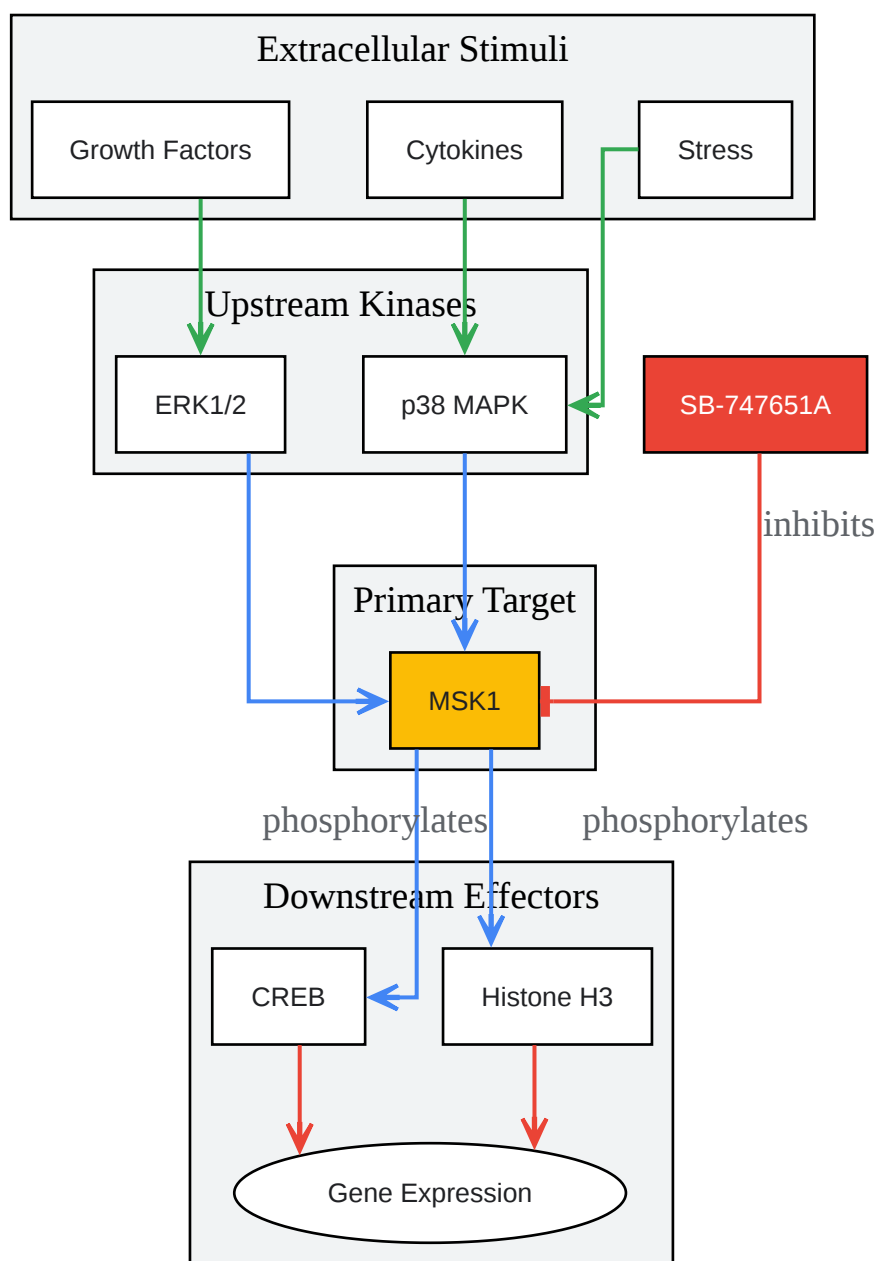 Extracellular Stimuli
Growth Factors
Cytokines
Stress
Upstream Kinases
ERK1/2
p38 MAPK
SB-747651A
inhibits
Primary Target
MSK1
phosphorylates
phosphorylates
Downstream Effectors
CREB
Histone H3
Gene Expression